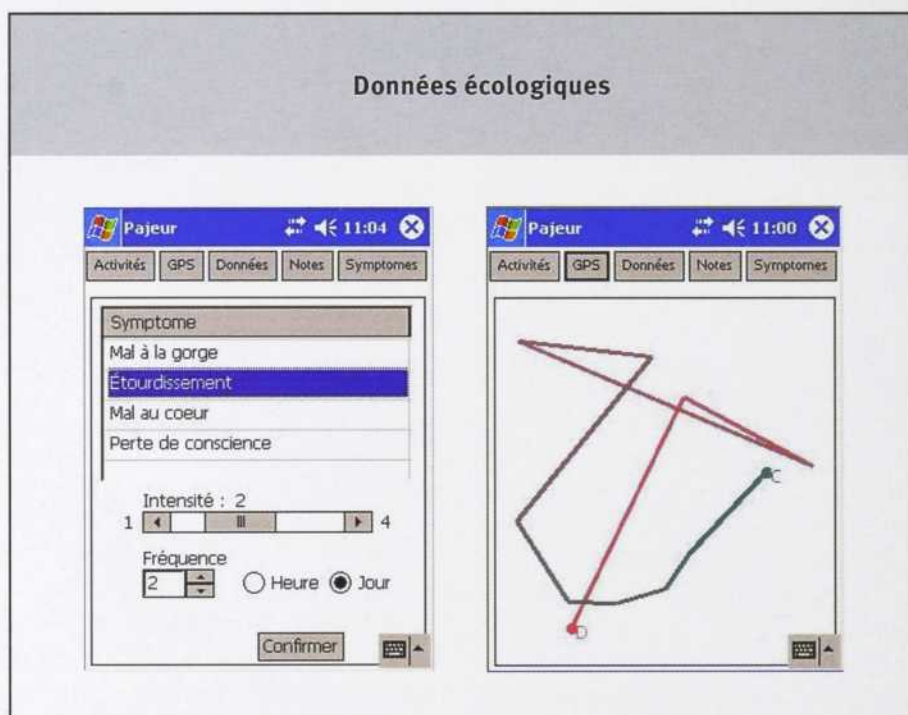 Données écologiques
Pajeur 11:04
Activités GPS Données Notes Symptomes
Symptome
Mal à la gorge
Étourdissement
Mal au coeur
Perte de conscience
Intensité : 2
1 4
Fréquence
2 Heure Jour
Confirmer
Pajeur 11:00
Activités GPS Données Notes Symptomes
C
D